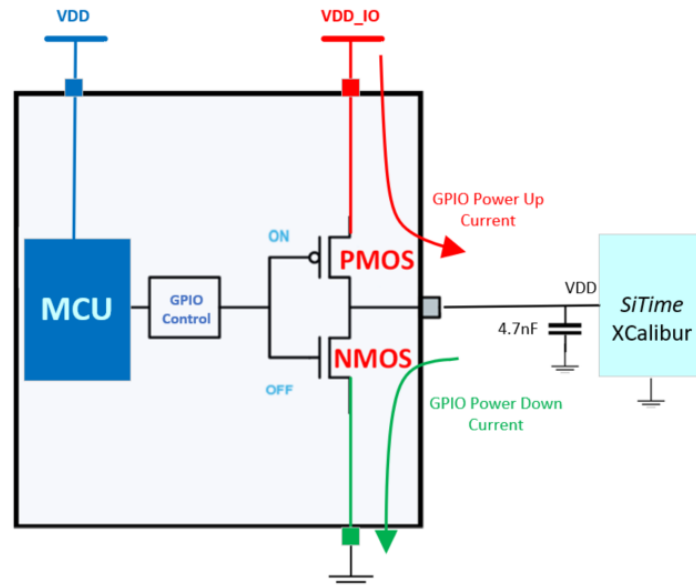 VDD
VDD_IO
GPIO Power Up
Current
ON
PMOS
MCU
GPIO
Control
VDD
SiTime
XCalibur
4.7nF
NMOS
OFF
GPIO Power Down
Current